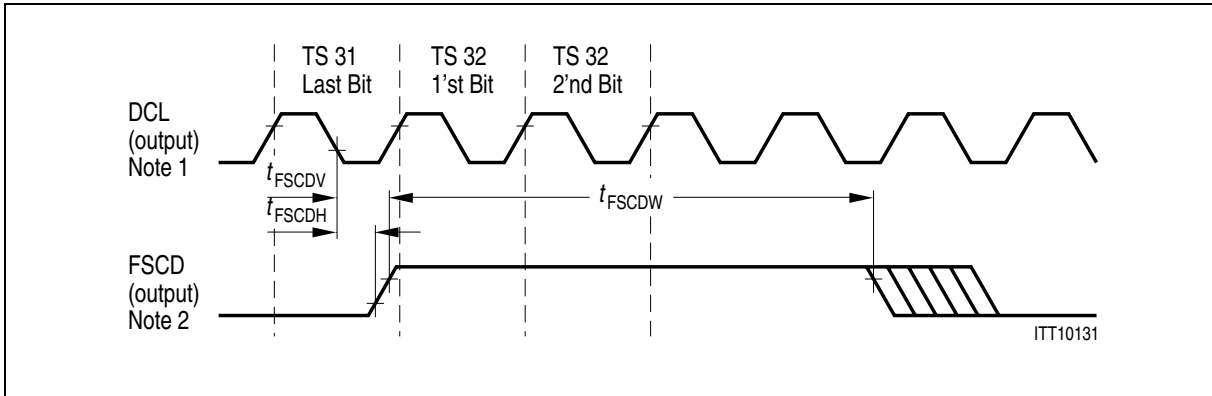 TS 31
Last Bit
TS 32
1'st Bit
TS 32
2'nd Bit
DCL
(output)
Note 1
tFSCDV
tFSCDH
tFSCDW
FSCD
(output)
Note 2
ITT10131